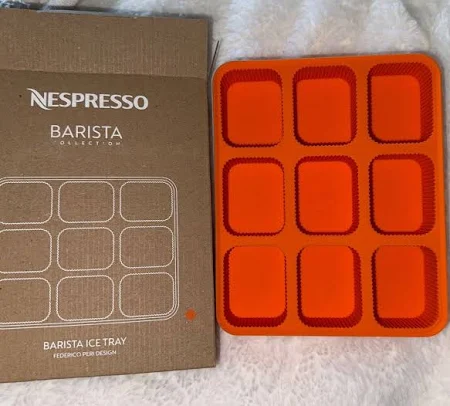 NESPRESSO
BARISTA
COLLECTION
BARISTA ICE TRAY
FEDERICO PERI DESIGN